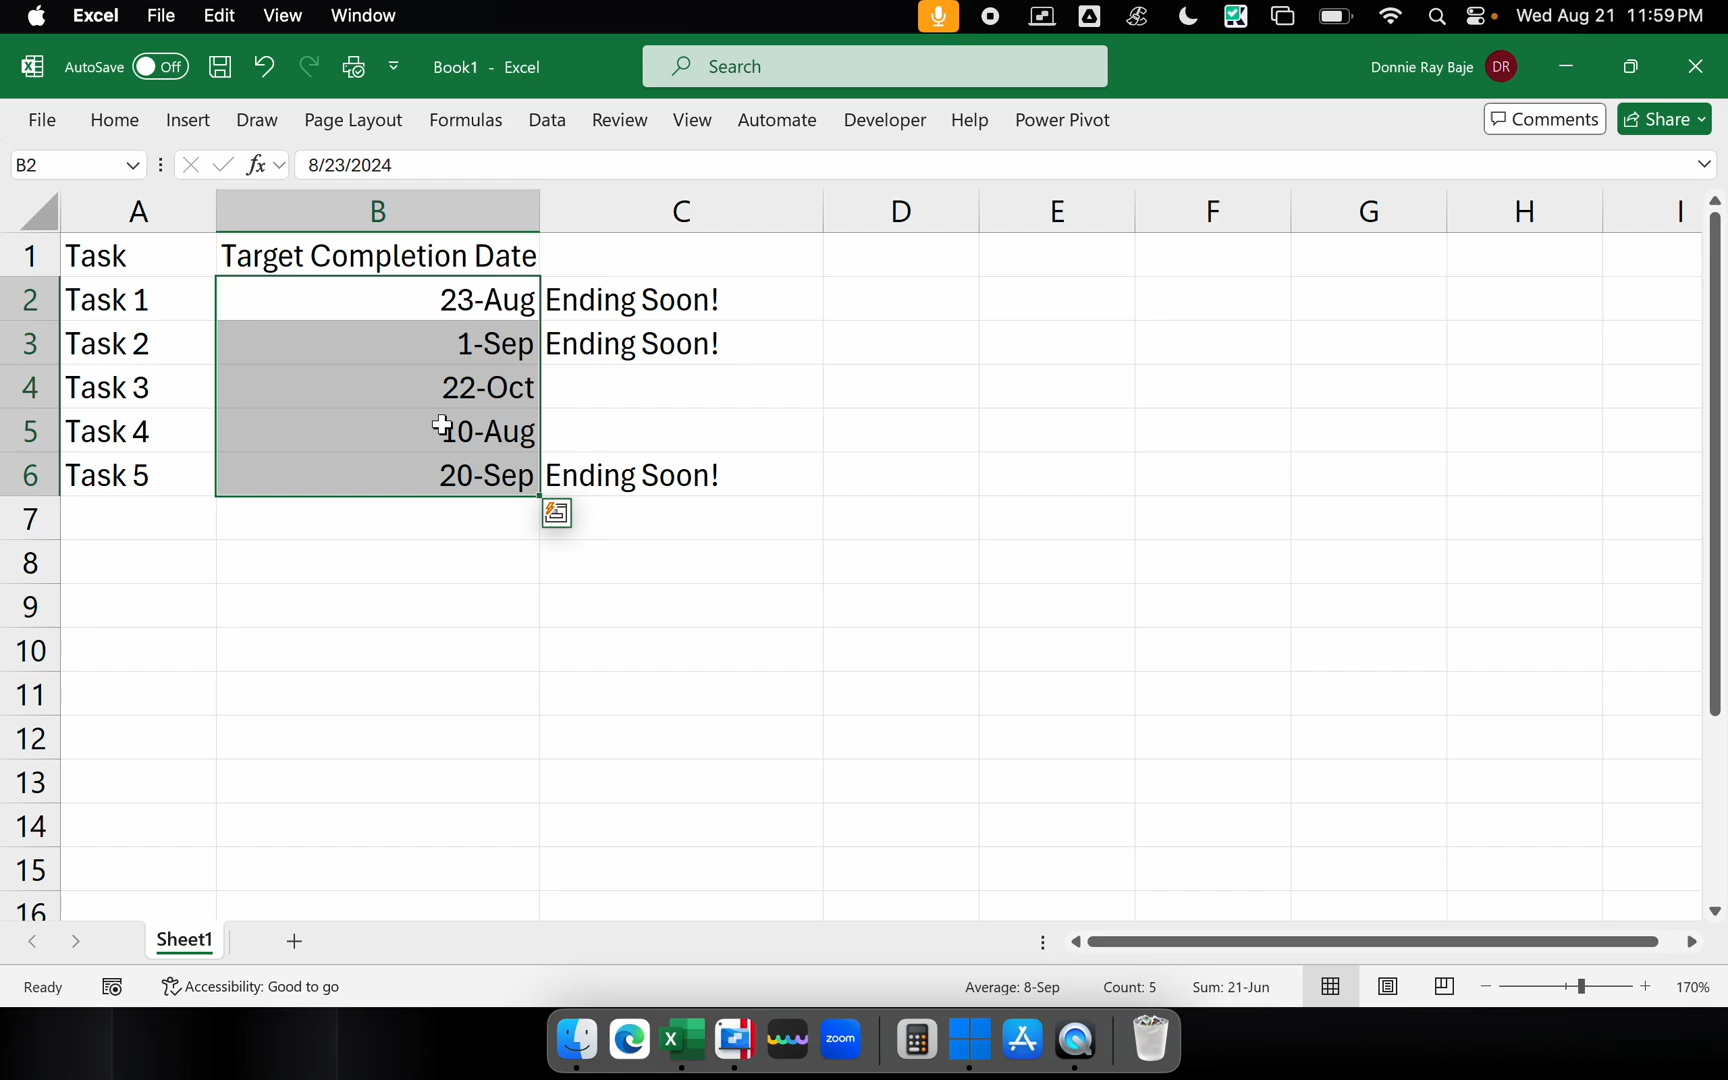 Excel File Edit View Window Wed Aug 21 11:59 PM
AutoSave Off Book1 - Excel Search Donnie Ray Baje DR
File Home Insert Draw Page Layout Formulas Data Review View Automate Developer Help Power Pivot Comments Share
B2 fx 8/23/2024
A B C D E F G H I
1 Task Target Completion Date
2 Task 1 23-Aug Ending Soon!
3 Task 2 1-Sep Ending Soon!
4 Task 3 22-Oct
5 Task 4 10-Aug
6 Task 5 20-Sep Ending Soon!
7
8
9
10
11
12
13
14
15
16
Sheet1
Ready Accessibility: Good to go Average: 8-Sep Count: 5 Sum: 21-Jun 170%
zoom